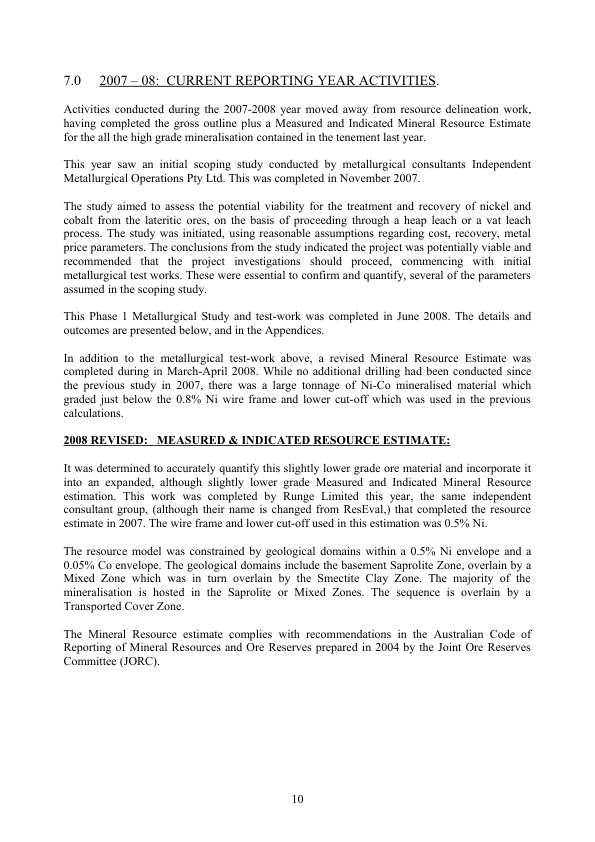 7.0 2007 – 08: CURRENT REPORTING YEAR ACTIVITIES.
Activities conducted during the 2007-2008 year moved away from resource delineation work,
having completed the gross outline plus a Measured and Indicated Mineral Resource Estimate
for the all the high grade mineralisation contained in the tenement last year.
This year saw an initial scoping study conducted by metallurgical consultants Independent
Metallurgical Operations Pty Ltd. This was completed in November 2007.
The study aimed to assess the potential viability for the treatment and recovery of nickel and
cobalt from the lateritic ores, on the basis of proceeding through a heap leach or a vat leach
process. The study was initiated, using reasonable assumptions regarding cost, recovery, metal
price parameters. The conclusions from the study indicated the project was potentially viable and
recommended that the project investigations should proceed, commencing with initial
metallurgical test works. These were essential to confirm and quantify, several of the parameters
assumed in the scoping study.
This Phase 1 Metallurgical Study and test-work was completed in June 2008. The details and
outcomes are presented below, and in the Appendices.
In addition to the metallurgical test-work above, a revised Mineral Resource Estimate was
completed during in March-April 2008. While no additional drilling had been conducted since
the previous study in 2007, there was a large tonnage of Ni-Co mineralised material which
graded just below the 0.8% Ni wire frame and lower cut-off which was used in the previous
calculations.
2008 REVISED: MEASURED & INDICATED RESOURCE ESTIMATE:
It was determined to accurately quantify this slightly lower grade ore material and incorporate it
into an expanded, although slightly lower grade Measured and Indicated Mineral Resource
estimation. This work was completed by Runge Limited this year, the same independent
consultant group, (although their name is changed from ResEval,) that completed the resource
estimate in 2007. The wire frame and lower cut-off used in this estimation was 0.5% Ni.
The resource model was constrained by geological domains within a 0.5% Ni envelope and a
0.05% Co envelope. The geological domains include the basement Saprolite Zone, overlain by a
Mixed Zone which was in turn overlain by the Smectite Clay Zone. The majority of the
mineralisation is hosted in the Saprolite or Mixed Zones. The sequence is overlain by a
Transported Cover Zone.
The Mineral Resource estimate complies with recommendations in the Australian Code of
Reporting of Mineral Resources and Ore Reserves prepared in 2004 by the Joint Ore Reserves
Committee (JORC).
10